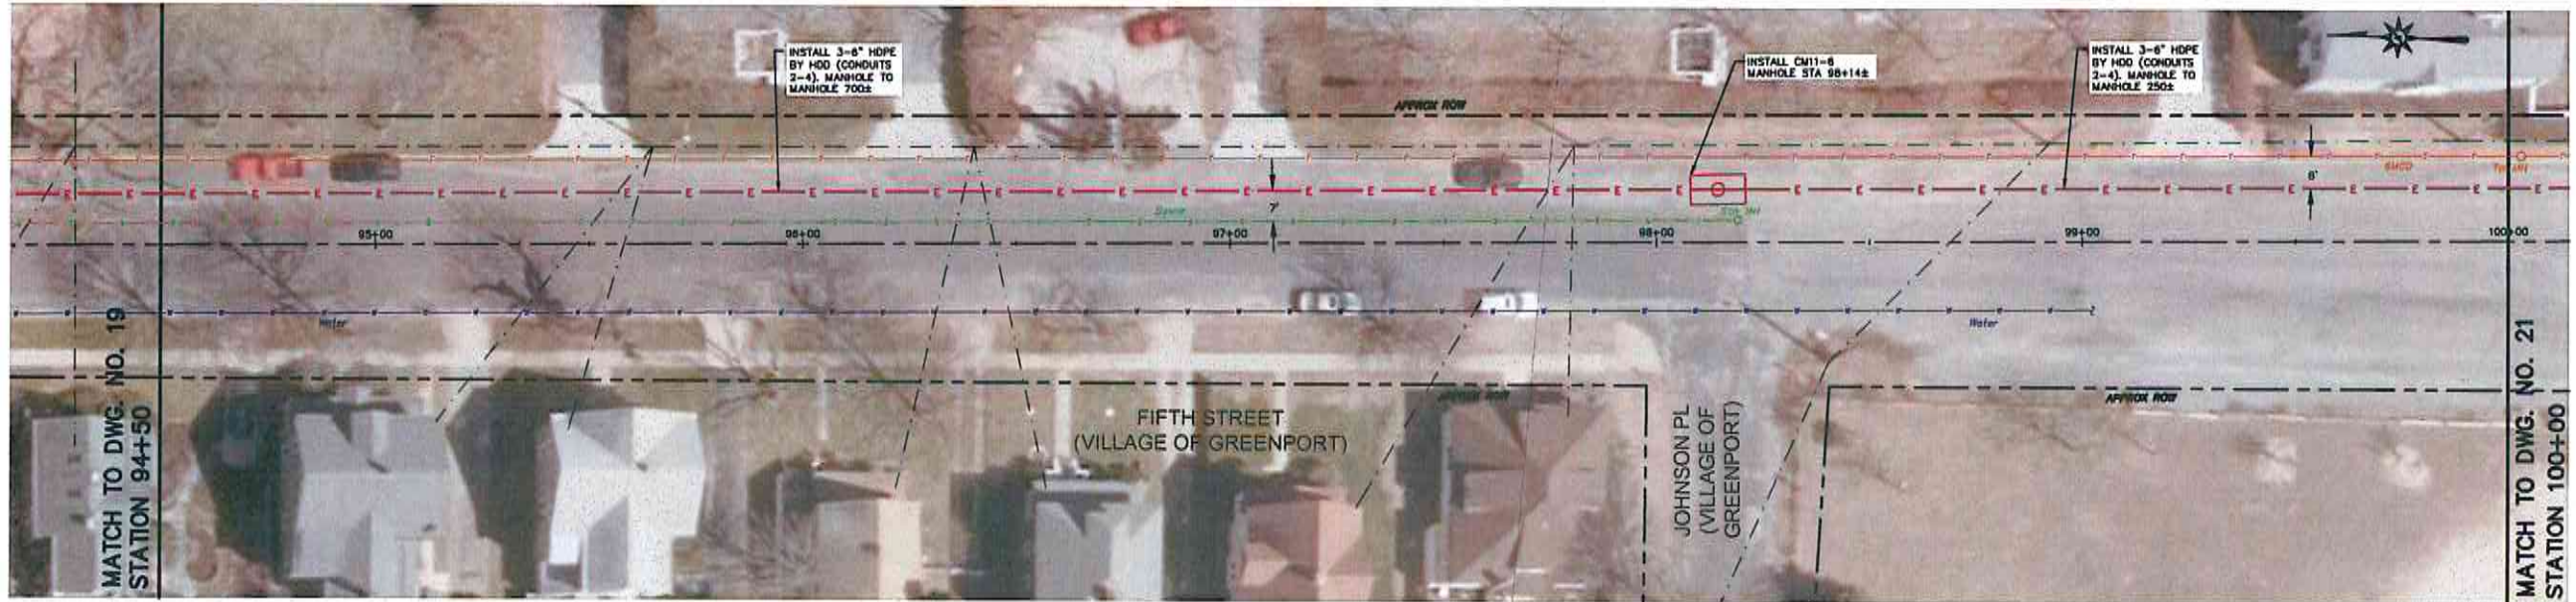 INSTALL 3-6" HDPE
BY HDD (CONDUITS
2-4). MANHOLE TO
MANHOLE 700±
INSTALL CM11-6
MANHOLE STA 98+14±
INSTALL 3-6" HDPE
BY HDD (CONDUITS
2-4). MANHOLE TO
MANHOLE 250±
APPROX ROW
E E E E E E E E E E E E E E E E E E E E E E E E E E E E E E E E E E E E E E E E
8'
7'
Sewer
95+00
96+00
97+00
98+00
99+00
100+00
Water
Water
APPROX ROW
APPROX ROW
FIFTH STREET
(VILLAGE OF GREENPORT)
JOHNSON PL
(VILLAGE OF
GREENPORT)
MATCH TO DWG. NO. 19
STATION 94+50
MATCH TO DWG. NO. 21
STATION 100+00